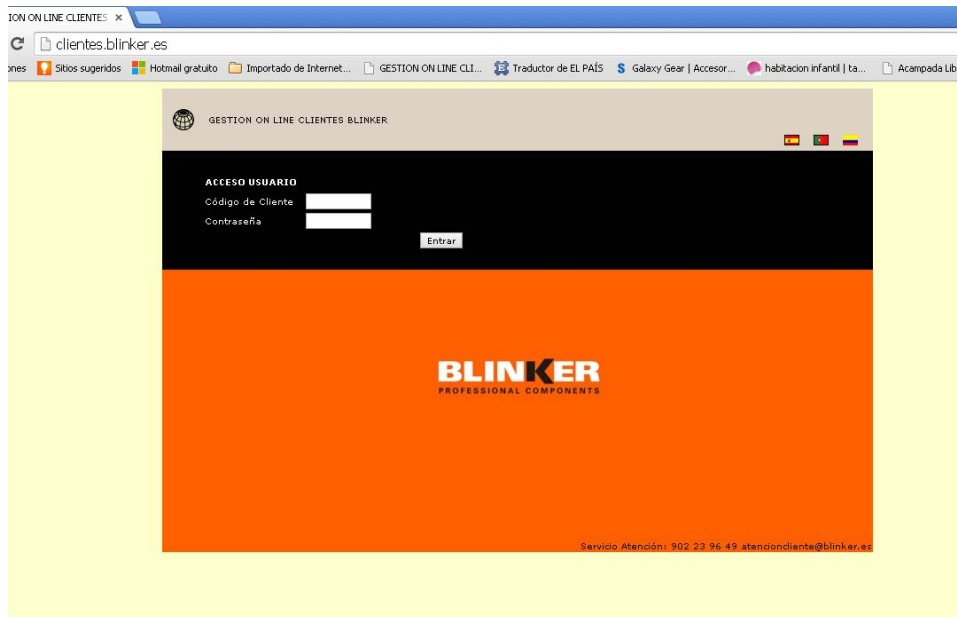 ION ON LINE CLIENTES ×
clientes.blinker.es
ones Sitios sugeridos Hotmail gratuito Importado de Internet... GESTION ON LINE CLI... Traductor de EL PAÍS S Galaxy Gear | Accesor... habitacion infantil | ta... Acampada Lib
GESTION ON LINE CLIENTES BLINKER
ACCESO USUARIO
Código de Cliente
Contraseña
Entrar
BLINKER
PROFESSIONAL COMPONENTS
Servicio Atención: 902 23 96 49 atencioncliente@blinker.es